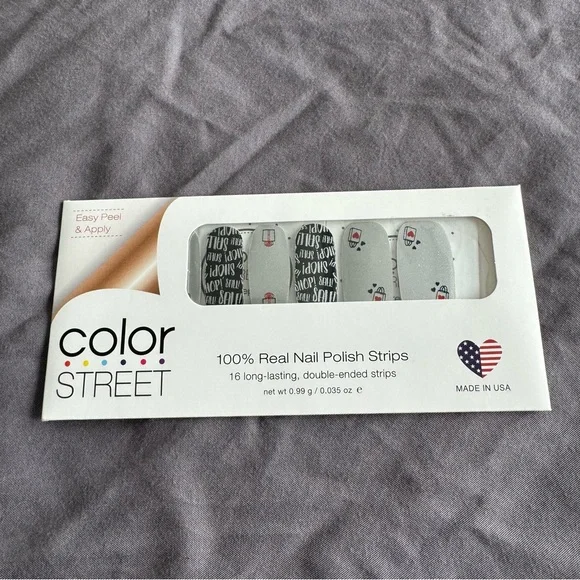 Easy Peel
& Apply
color
STREET
100% Real Nail Polish Strips
16 long-lasting, double-ended strips
net wt 0.99 g / 0.035 oz e
MADE IN USA